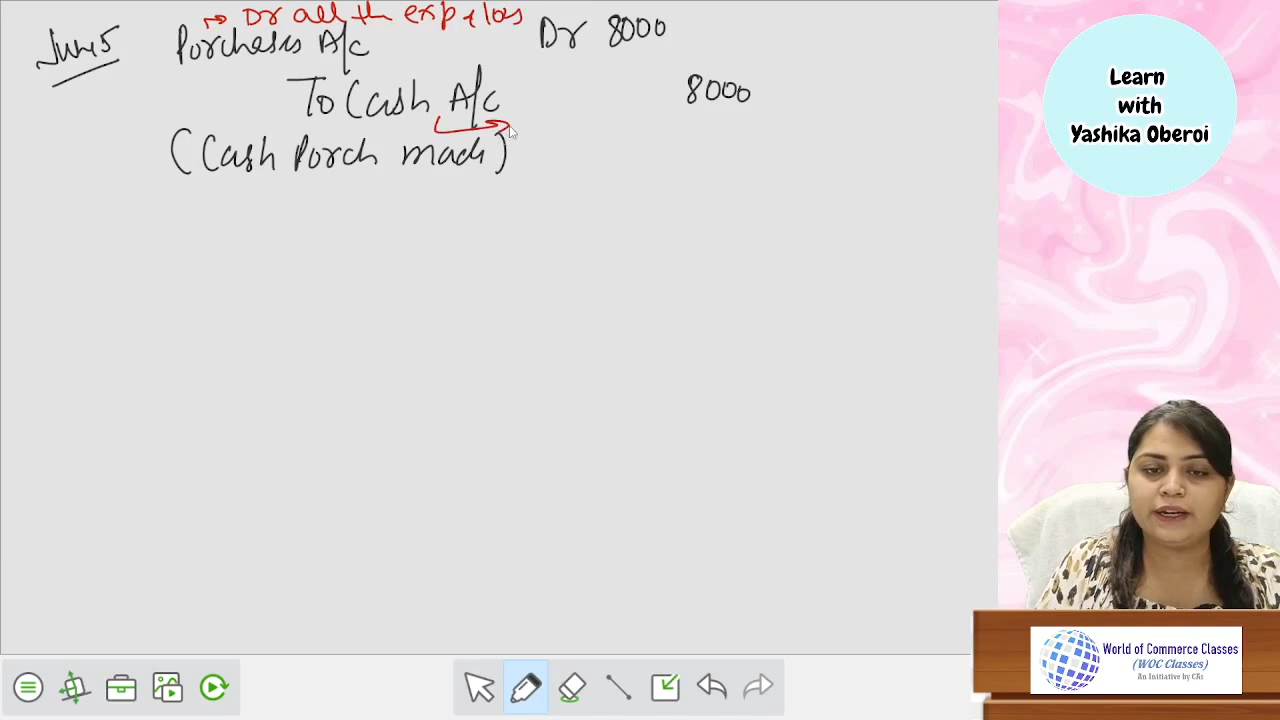 ↦ Dr all the exp & loss
June 5 Purchases A/c Dr 8000
To Cash A/c 8000
(Cash Purch made)
Learn
with
Yashika Oberoi
World of Commerce Classes
(WOC Classes)
An Initiative by CAs